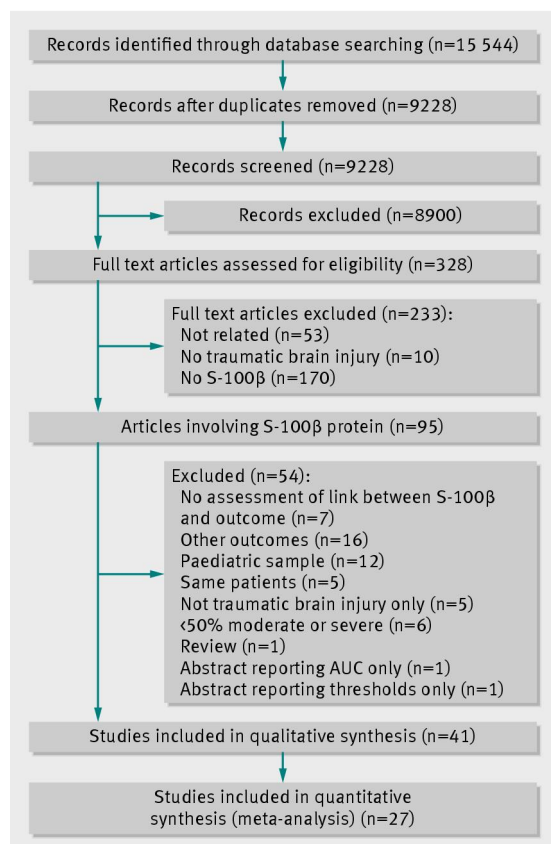 Records identified through database searching (n=15 544)
Records after duplicates removed (n=9228)
Records screened (n=9228)
Records excluded (n=8900)
Full text articles assessed for eligibility (n=328)
Full text articles excluded (n=233):
Not related (n=53)
No traumatic brain injury (n=10)
No S-100β (n=170)
Articles involving S-100β protein (n=95)
Excluded (n=54):
No assessment of link between S-100β
and outcome (n=7)
Other outcomes (n=16)
Paediatric sample (n=12)
Same patients (n=5)
Not traumatic brain injury only (n=5)
<50% moderate or severe (n=6)
Review (n=1)
Abstract reporting AUC only (n=1)
Abstract reporting thresholds only (n=1)
Studies included in qualitative synthesis (n=41)
Studies included in quantitative
synthesis (meta-analysis) (n=27)